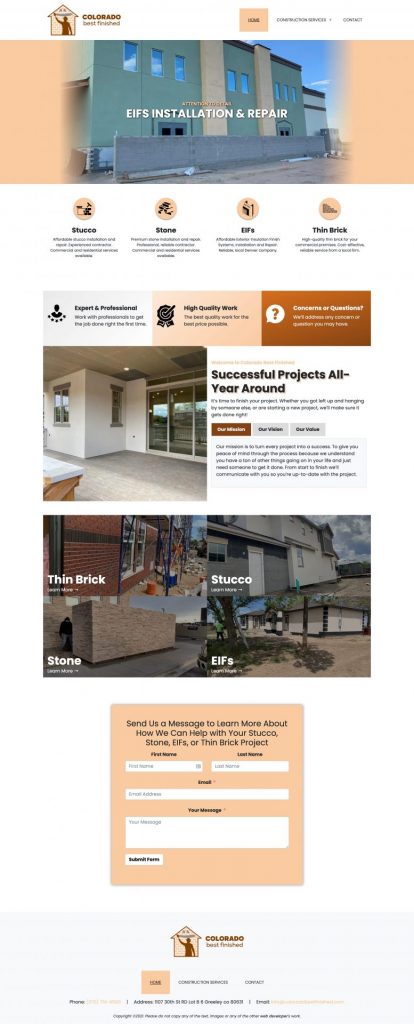 COLORADO
best finished
HOME
CONSTRUCTION SERVICES
CONTACT
ATTENTION TO DETAIL
EIFS INSTALLATION & REPAIR
Stucco
Affordable stucco installation and
repair. Experienced contractor.
Commercial and residential services
available.
Stone
Premium stone installation and repair.
Professional, reliable contractor.
Commercial and residential services
available.
EIFs
Affordable Exterior Insulation Finish
Systems, installation and Repair.
Reliable, local Denver Company.
Thin Brick
High-quality thin brick for your
commercial premises. Cost-effective,
reliable service from a local firm.
Expert & Professional
Work with professionals to get
the job done right the first time.
High Quality Work
The best quality work for the
best price possible.
Concerns or Questions?
We'll address any concern or
question you may have.
Welcome to Colorado Best Finished
Successful Projects All-
Year Around
It's time to finish your project. Whether you got left up and hanging
by someone else, or are starting a new project, we'll make sure it
gets done right!
Our Mission
Our Vision
Our Value
Our mission is to turn every project into a success. To give you
peace of mind through the process because we understand
you have a ton of other things going on in your life and just
need someone to get it done. From start to finish we'll
communicate with you so you're up-to-date with the project.
Thin Brick
Learn More →
Stucco
Learn More →
Stone
Learn More →
EIFs
Learn More →
Send Us a Message to Learn More About
How We Can Help with Your Stucco,
Stone, EIFs, or Thin Brick Project
First Name
Last Name
First Name
Last Name
Email *
Email Address
Your Message *
Your Message
Submit Form
COLORADO
best finished
HOME
CONSTRUCTION SERVICES
CONTACT
Phone: | Address: 1107 30th St RD Lot B 6 Greeley co 80631 | Email: info@coloradobestfinished.com
Copyright ©2021. Please do not copy any of the text, images or any of the other web developer's work.